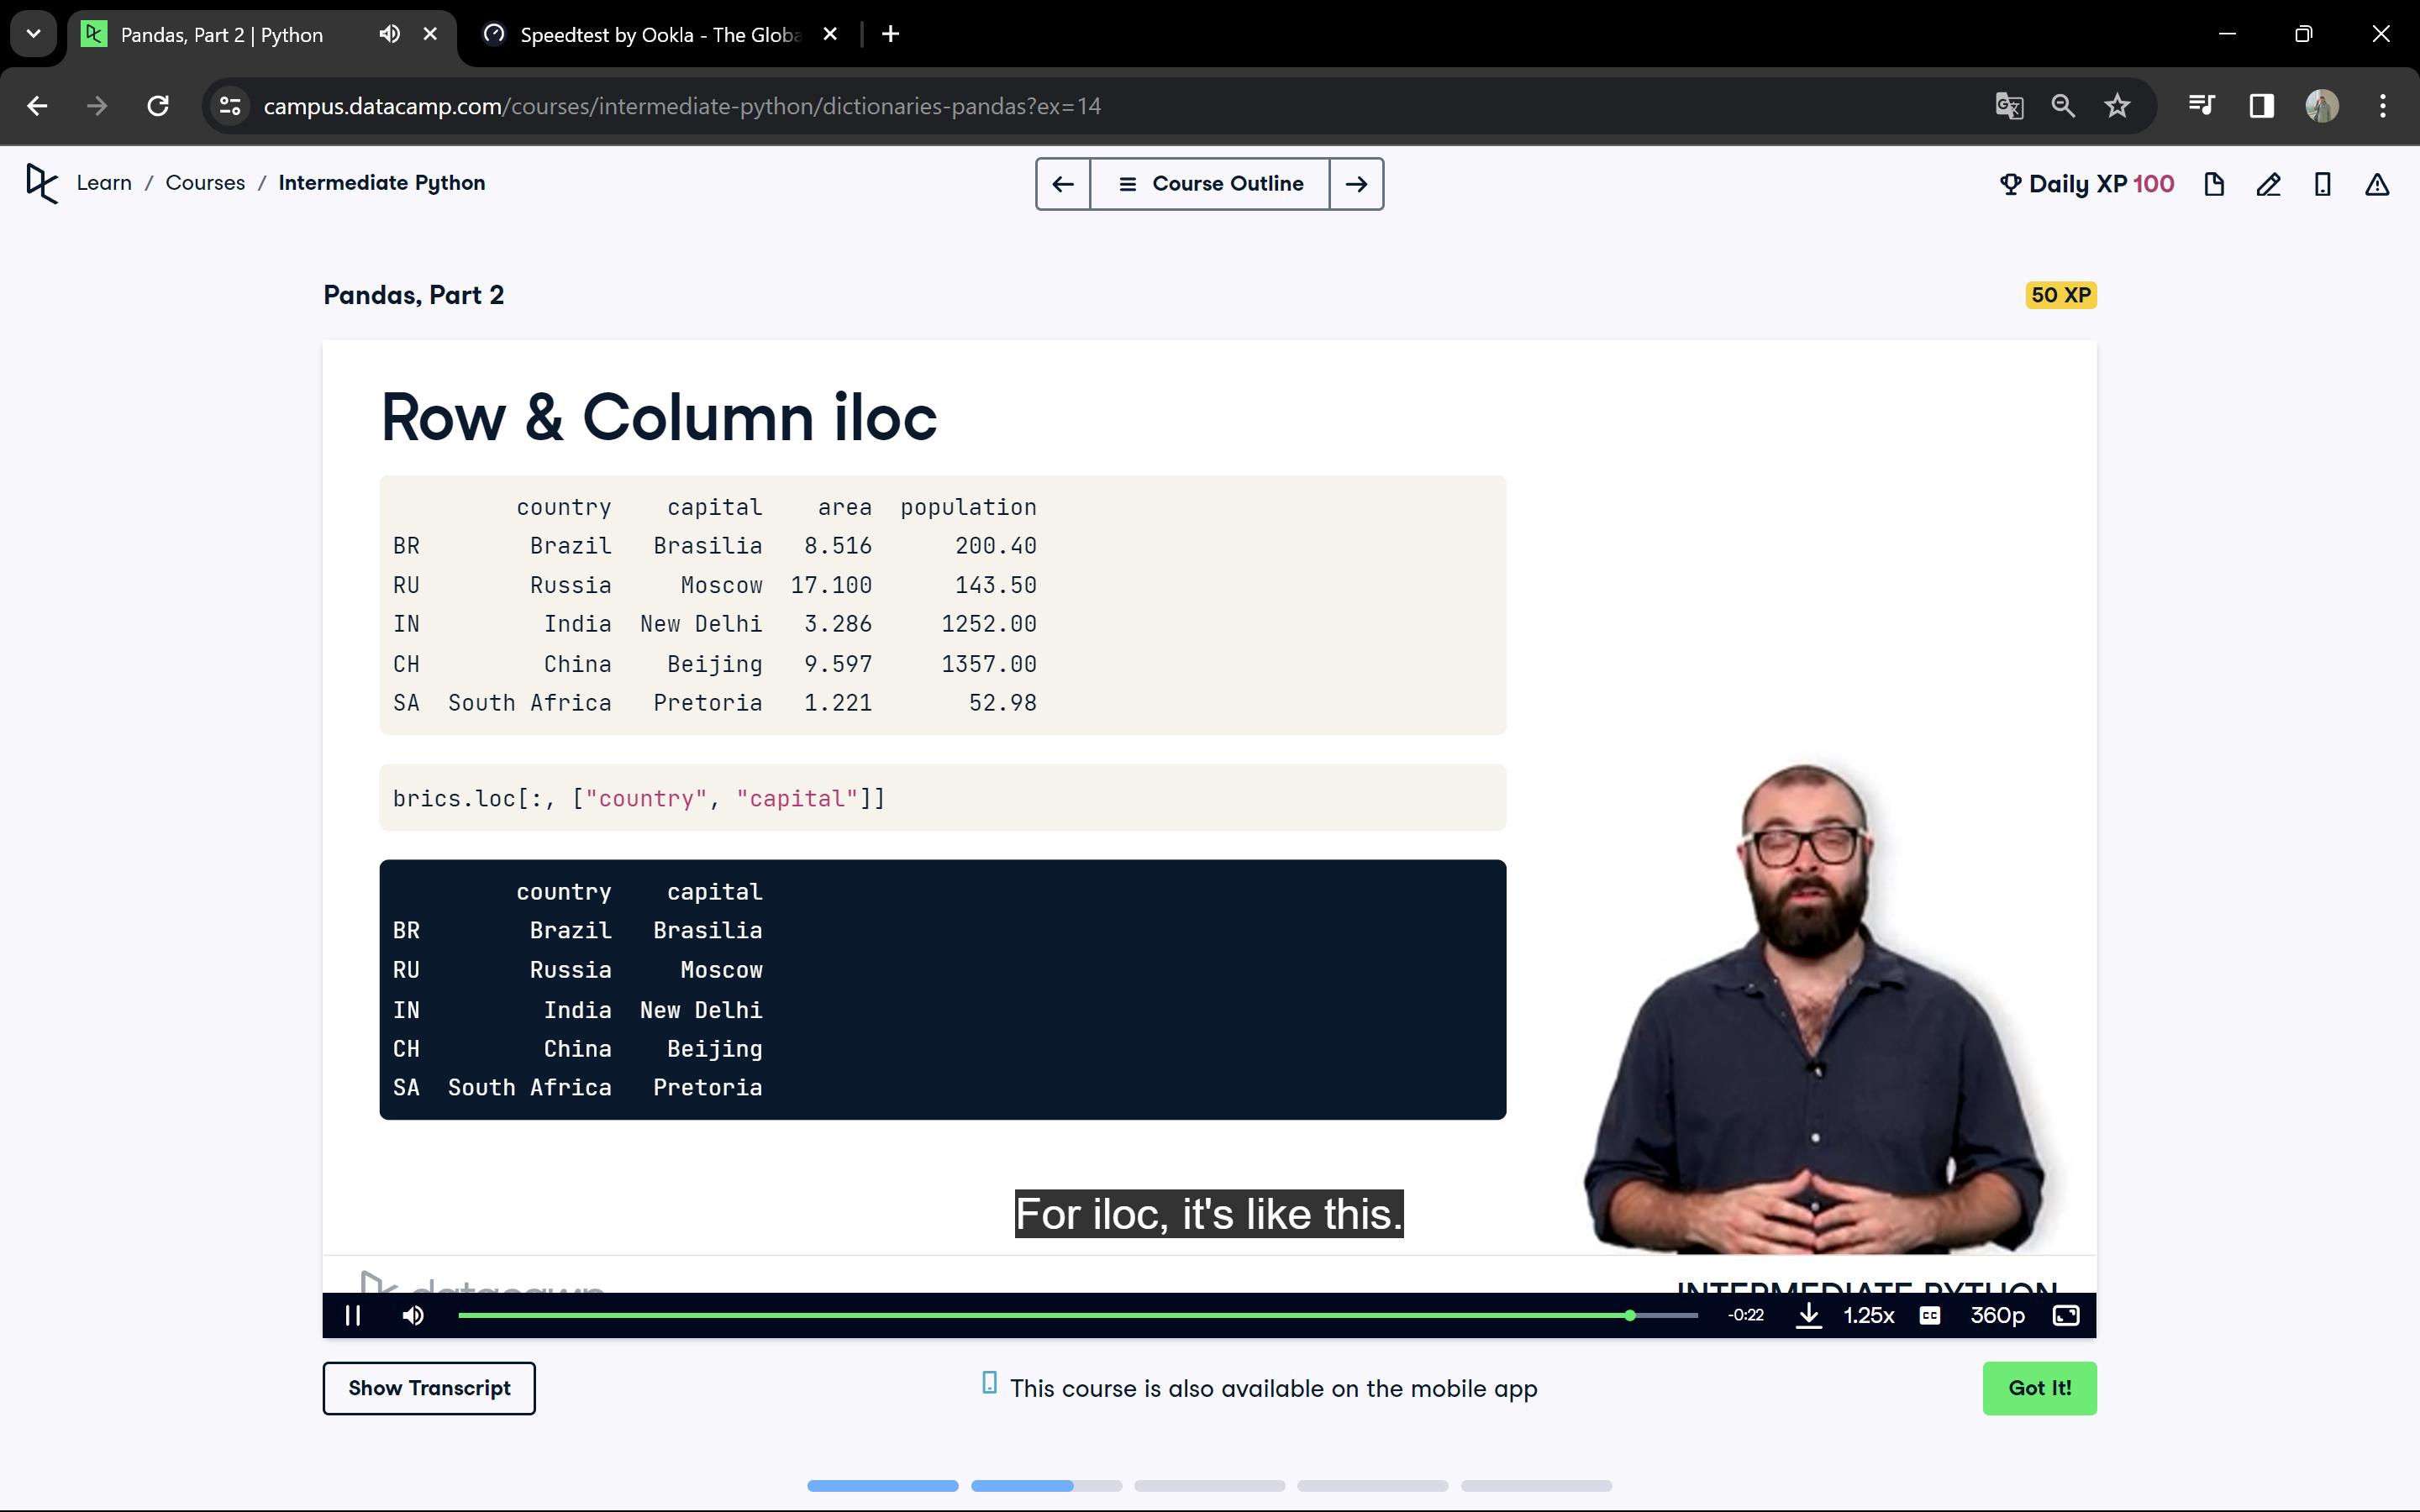 Pandas, Part 2 | Python
Speedtest by Ookla - The Globa
campus.datacamp.com/courses/intermediate-python/dictionaries-pandas?ex=14
Learn / Courses / Intermediate Python
Course Outline
Daily XP 100
Pandas, Part 2
50 XP
Row & Column iloc
country capital area population
BR Brazil Brasilia 8.516 200.40
RU Russia Moscow 17.100 143.50
IN India New Delhi 3.286 1252.00
CH China Beijing 9.597 1357.00
SA South Africa Pretoria 1.221 52.98
brics.loc[:, ["country", "capital"]]
country capital
BR Brazil Brasilia
RU Russia Moscow
IN India New Delhi
CH China Beijing
SA South Africa Pretoria
For iloc, it's like this.
datacamp
INTERMEDIATE PYTHON
-0:22
1.25x
CC
360p
Show Transcript
This course is also available on the mobile app
Got It!